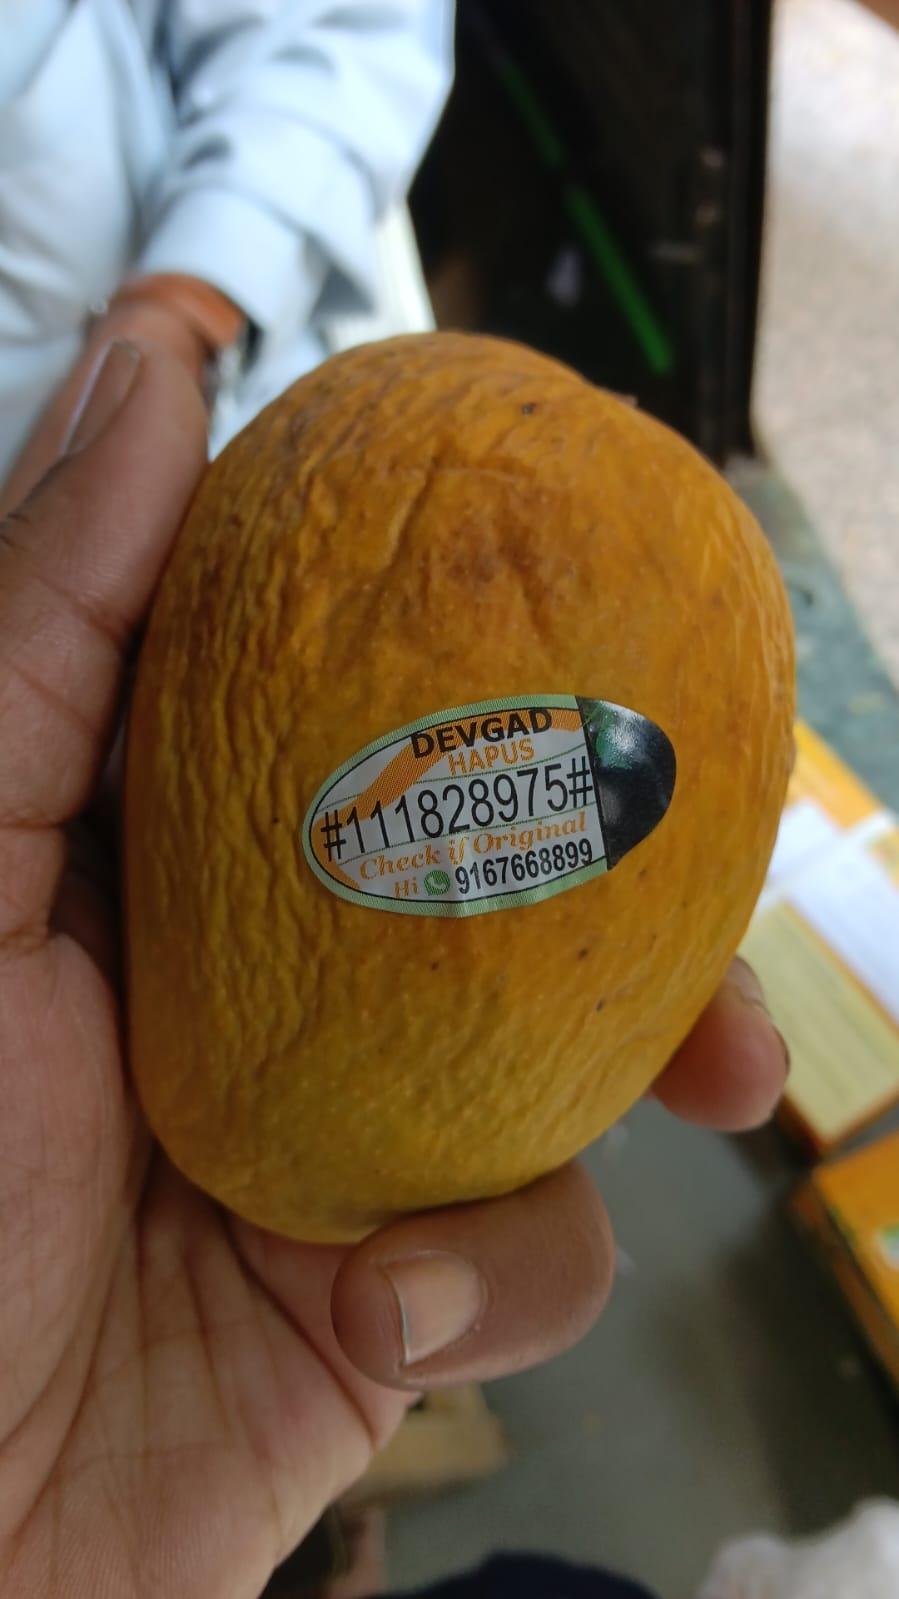 DEVGAD
HAPUS
#111828975#
Check if Original
Hi 9167668899